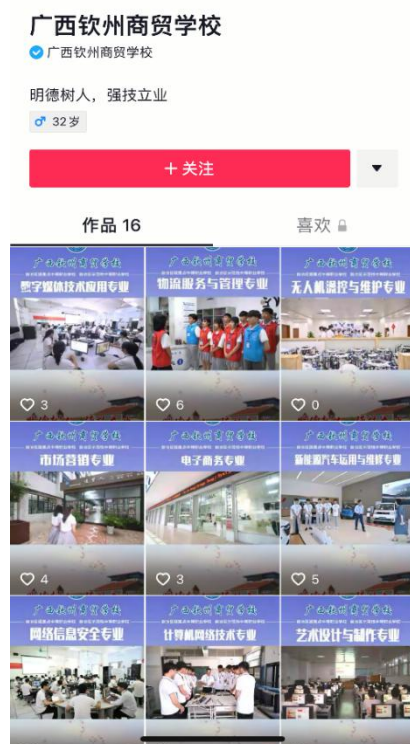 广西钦州商贸学校
广西钦州商贸学校
明德树人，强技立业
32岁
＋关注
作品 16
喜欢
广西钦州商贸学校
广西钦州商贸学校
广西钦州商贸学校
数字媒体技术应用专业
物流服务与管理专业
无人机操控与维护专业
3
6
0
广西钦州商贸学校
广西钦州商贸学校
广西钦州商贸学校
市场营销专业
电子商务专业
新能源汽车运用与维修专业
4
3
5
广西钦州商贸学校
广西钦州商贸学校
广西钦州商贸学校
网络信息安全专业
计算机网络技术专业
艺术设计与制作专业